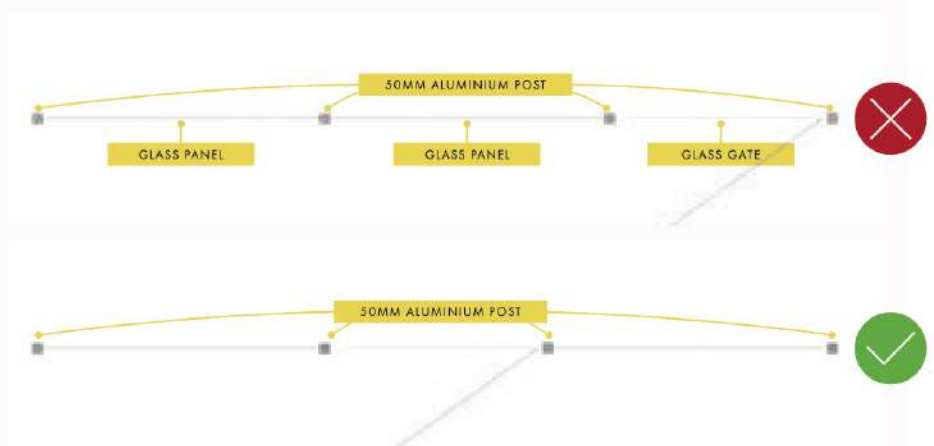 50MM ALUMINIUM POST
GLASS PANEL
GLASS PANEL
GLASS GATE
50MM ALUMINIUM POST